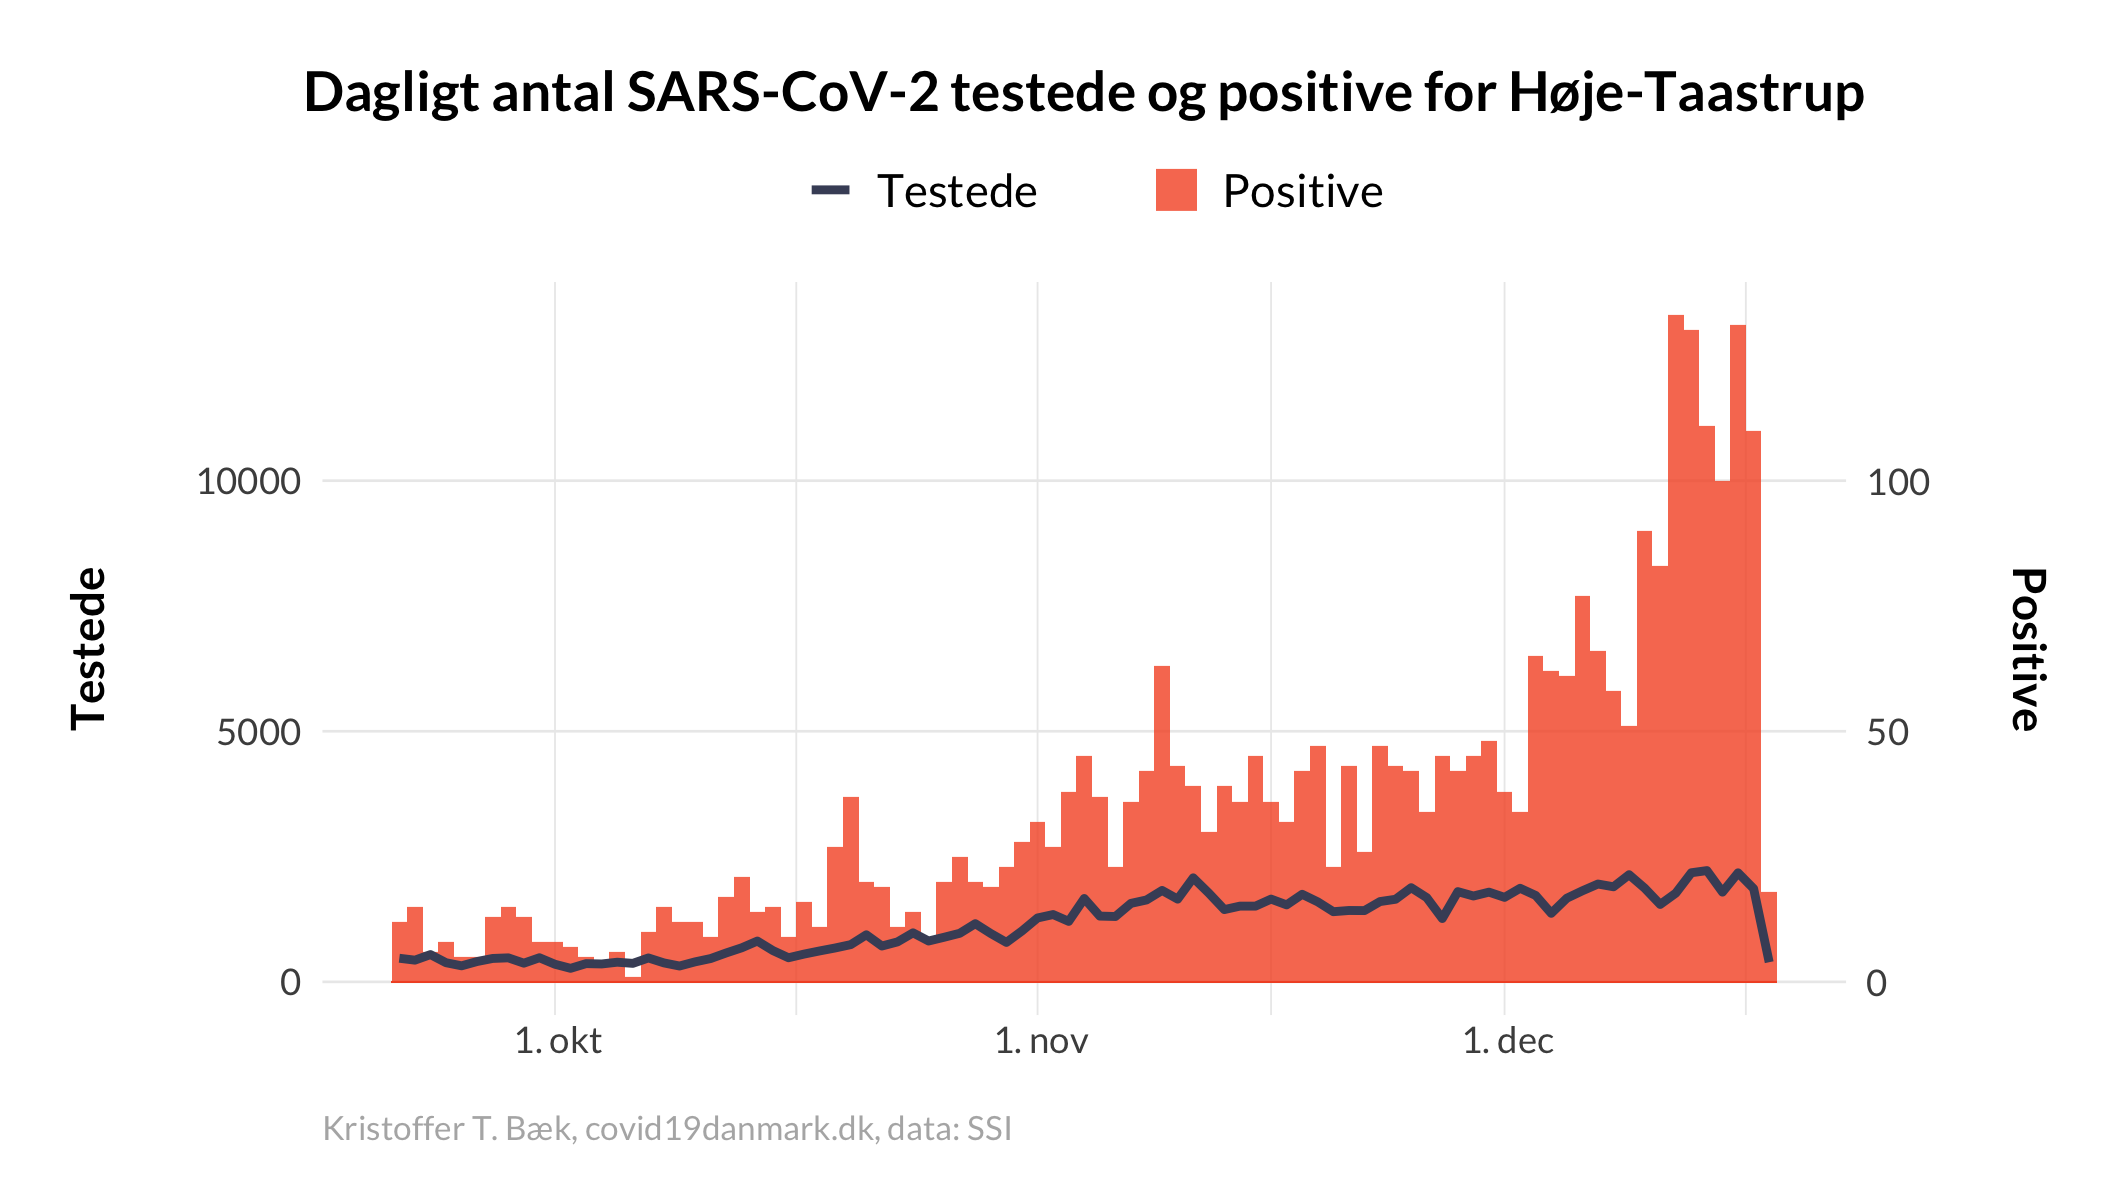 Dagligt antal SARS-CoV-2 testede og positive for Høje-Taastrup
Testede
Positive
10000
5000
0
100
50
0
Testede
Positive
1. okt
1. nov
1. dec
Kristoffer T. Bæk, covid19danmark.dk, data: SSI